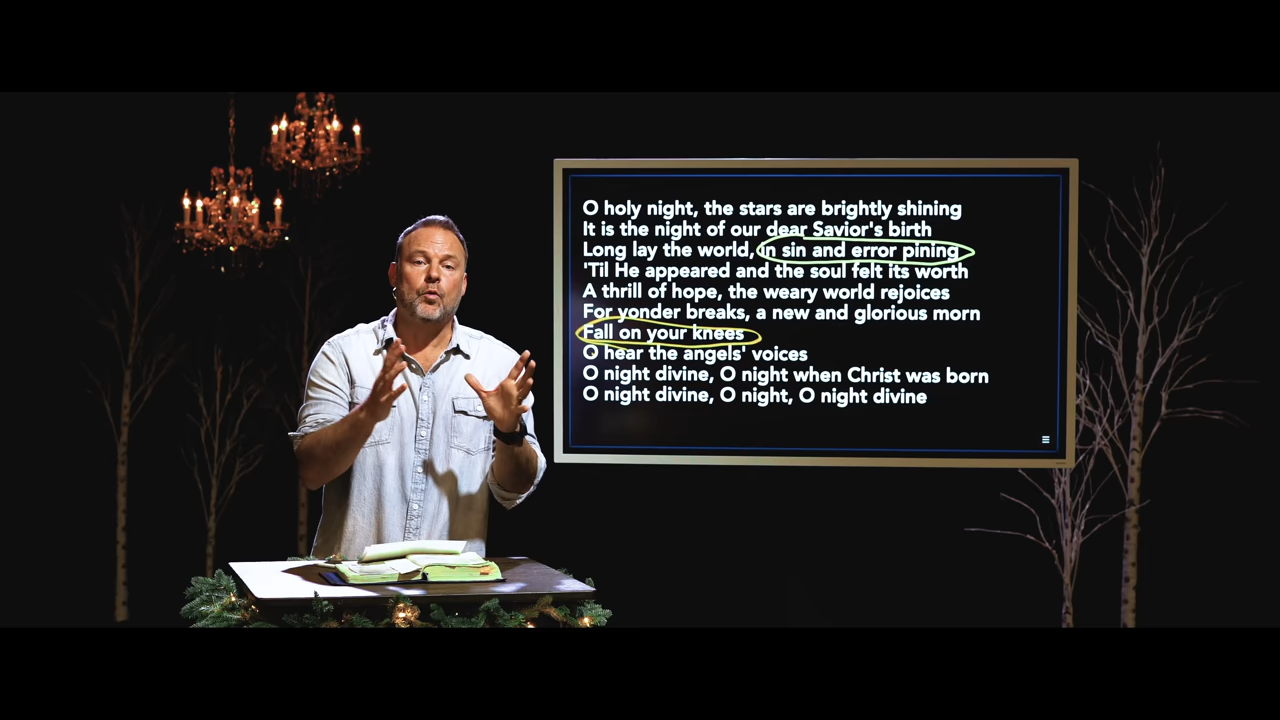 O holy night, the stars are brightly shining
It is the night of our dear Savior's birth
Long lay the world, in sin and error pining
'Til He appeared and the soul felt its worth
A thrill of hope, the weary world rejoices
For yonder breaks, a new and glorious morn
Fall on your knees
O hear the angels' voices
O night divine, O night when Christ was born
O night divine, O night, O night divine